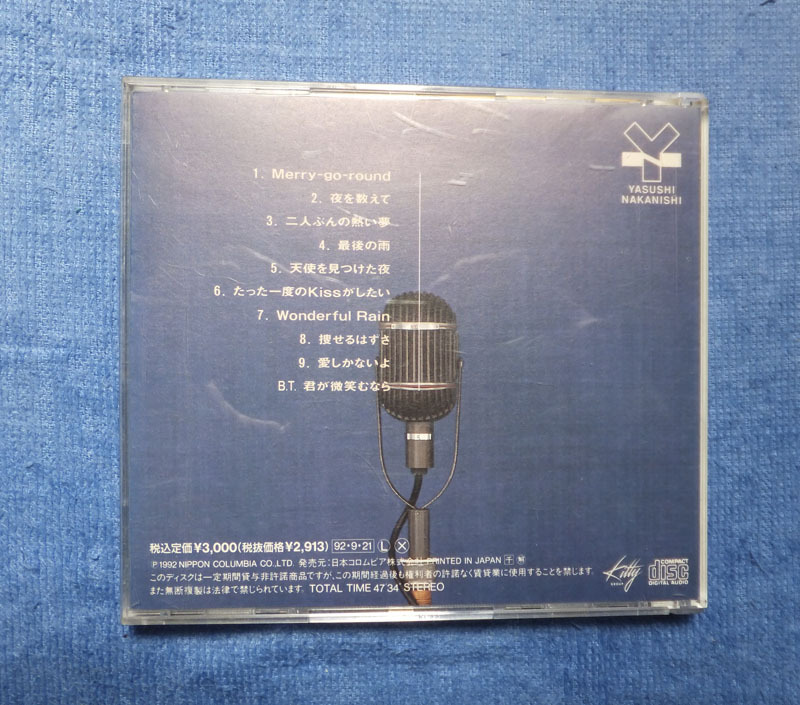 YASUSHI
NAKANISHI
1. Merry-go-round
2. 夜を数えて
3. 二人ぶんの熱い夢
4. 最後の雨
5. 天使を見つけた夜
6. たった一度のKissがしたい
7. Wonderful Rain
8. 捜せるはずさ
9. 愛しかないよ
B.T. 君が微笑むなら
税込定価¥3,000(税抜価格¥2,913) 92・9・21 L X
℗1992 NIPPON COLUMBIA CO.,LTD. 発売元:日本コロムビア株式会社 PRINTED IN JAPAN
このディスクは一定期間貸与非許諾商品ですが、この期間経過後も権利者の許諾なく賃貸業に使用することを禁じます。
また無断複製は法律で禁じられています。 TOTAL TIME 47'34 STEREO
Kitty
COMPACT
disc
DIGITAL AUDIO